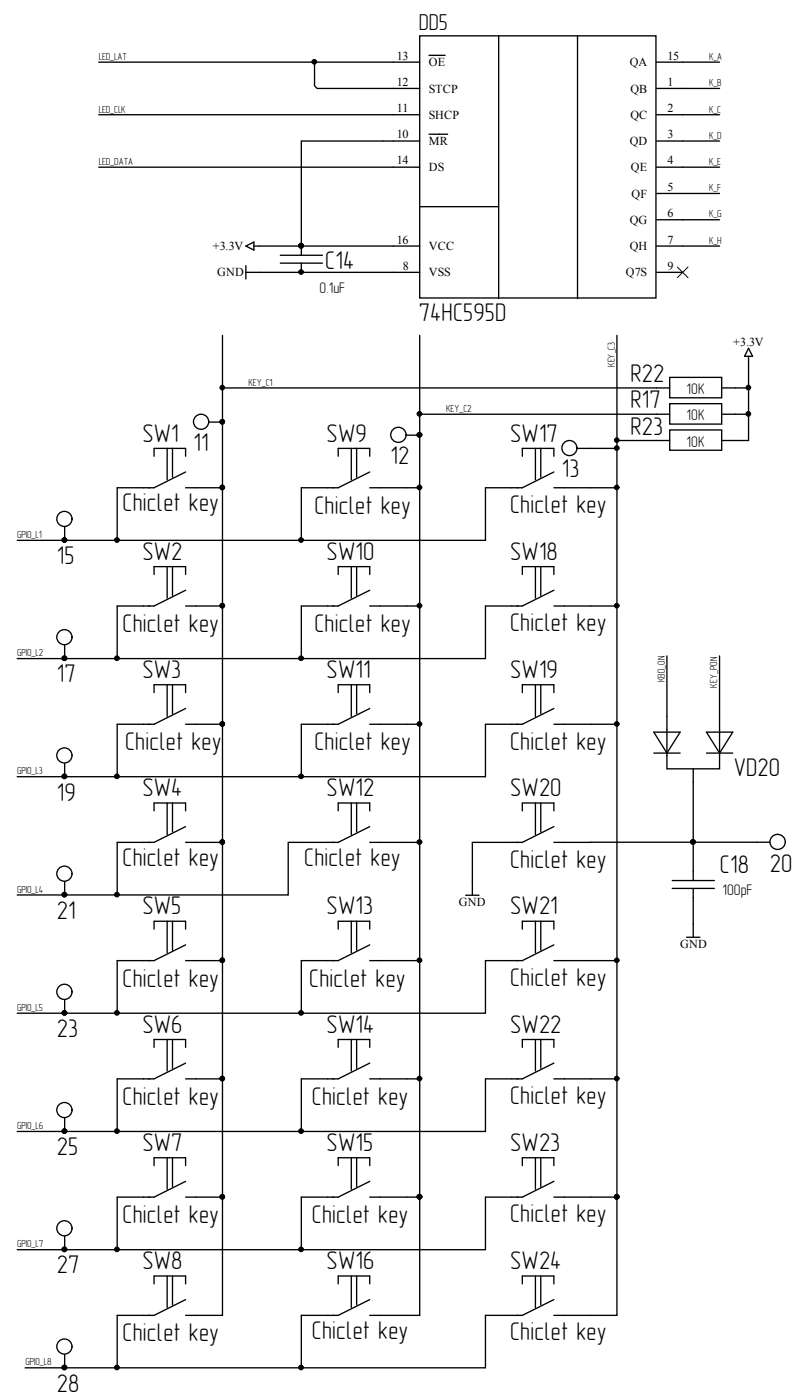 DD5
LED_LAT 13 OE QA 15 K_A
12 STCP QB 1 K_B
LED_CLK 11 SHCP QC 2 K_C
10 MR QD 3 K_D
LED_DATA 14 DS QE 4 K_E
QF 5 K_F
QG 6 K_G
+3.3V 16 VCC QH 7 K_H
C14
GND 8 VSS Q7S 9
0.1uF
74HC595D
KEY_C3
+3.3V
KEY_C1 R22 10K
KEY_C2 R17 10K
R23 10K
11 12 13
SW1 SW9 SW17
Chiclet key Chiclet key Chiclet key
GPIO_L1 15
SW2 SW10 SW18
Chiclet key Chiclet key Chiclet key
GPIO_L2 17
SW3 SW11 SW19
Chiclet key Chiclet key Chiclet key
KBD_ON KEY_PON
VD20
GPIO_L3 19
SW4 SW12 SW20
Chiclet key Chiclet key Chiclet key
20
C18
100pF
GND
GND
GPIO_L4 21
SW5 SW13 SW21
Chiclet key Chiclet key Chiclet key
GPIO_L5 23
SW6 SW14 SW22
Chiclet key Chiclet key Chiclet key
GPIO_L6 25
SW7 SW15 SW23
Chiclet key Chiclet key Chiclet key
GPIO_L7 27
SW8 SW16 SW24
Chiclet key Chiclet key Chiclet key
GPIO_L8 28